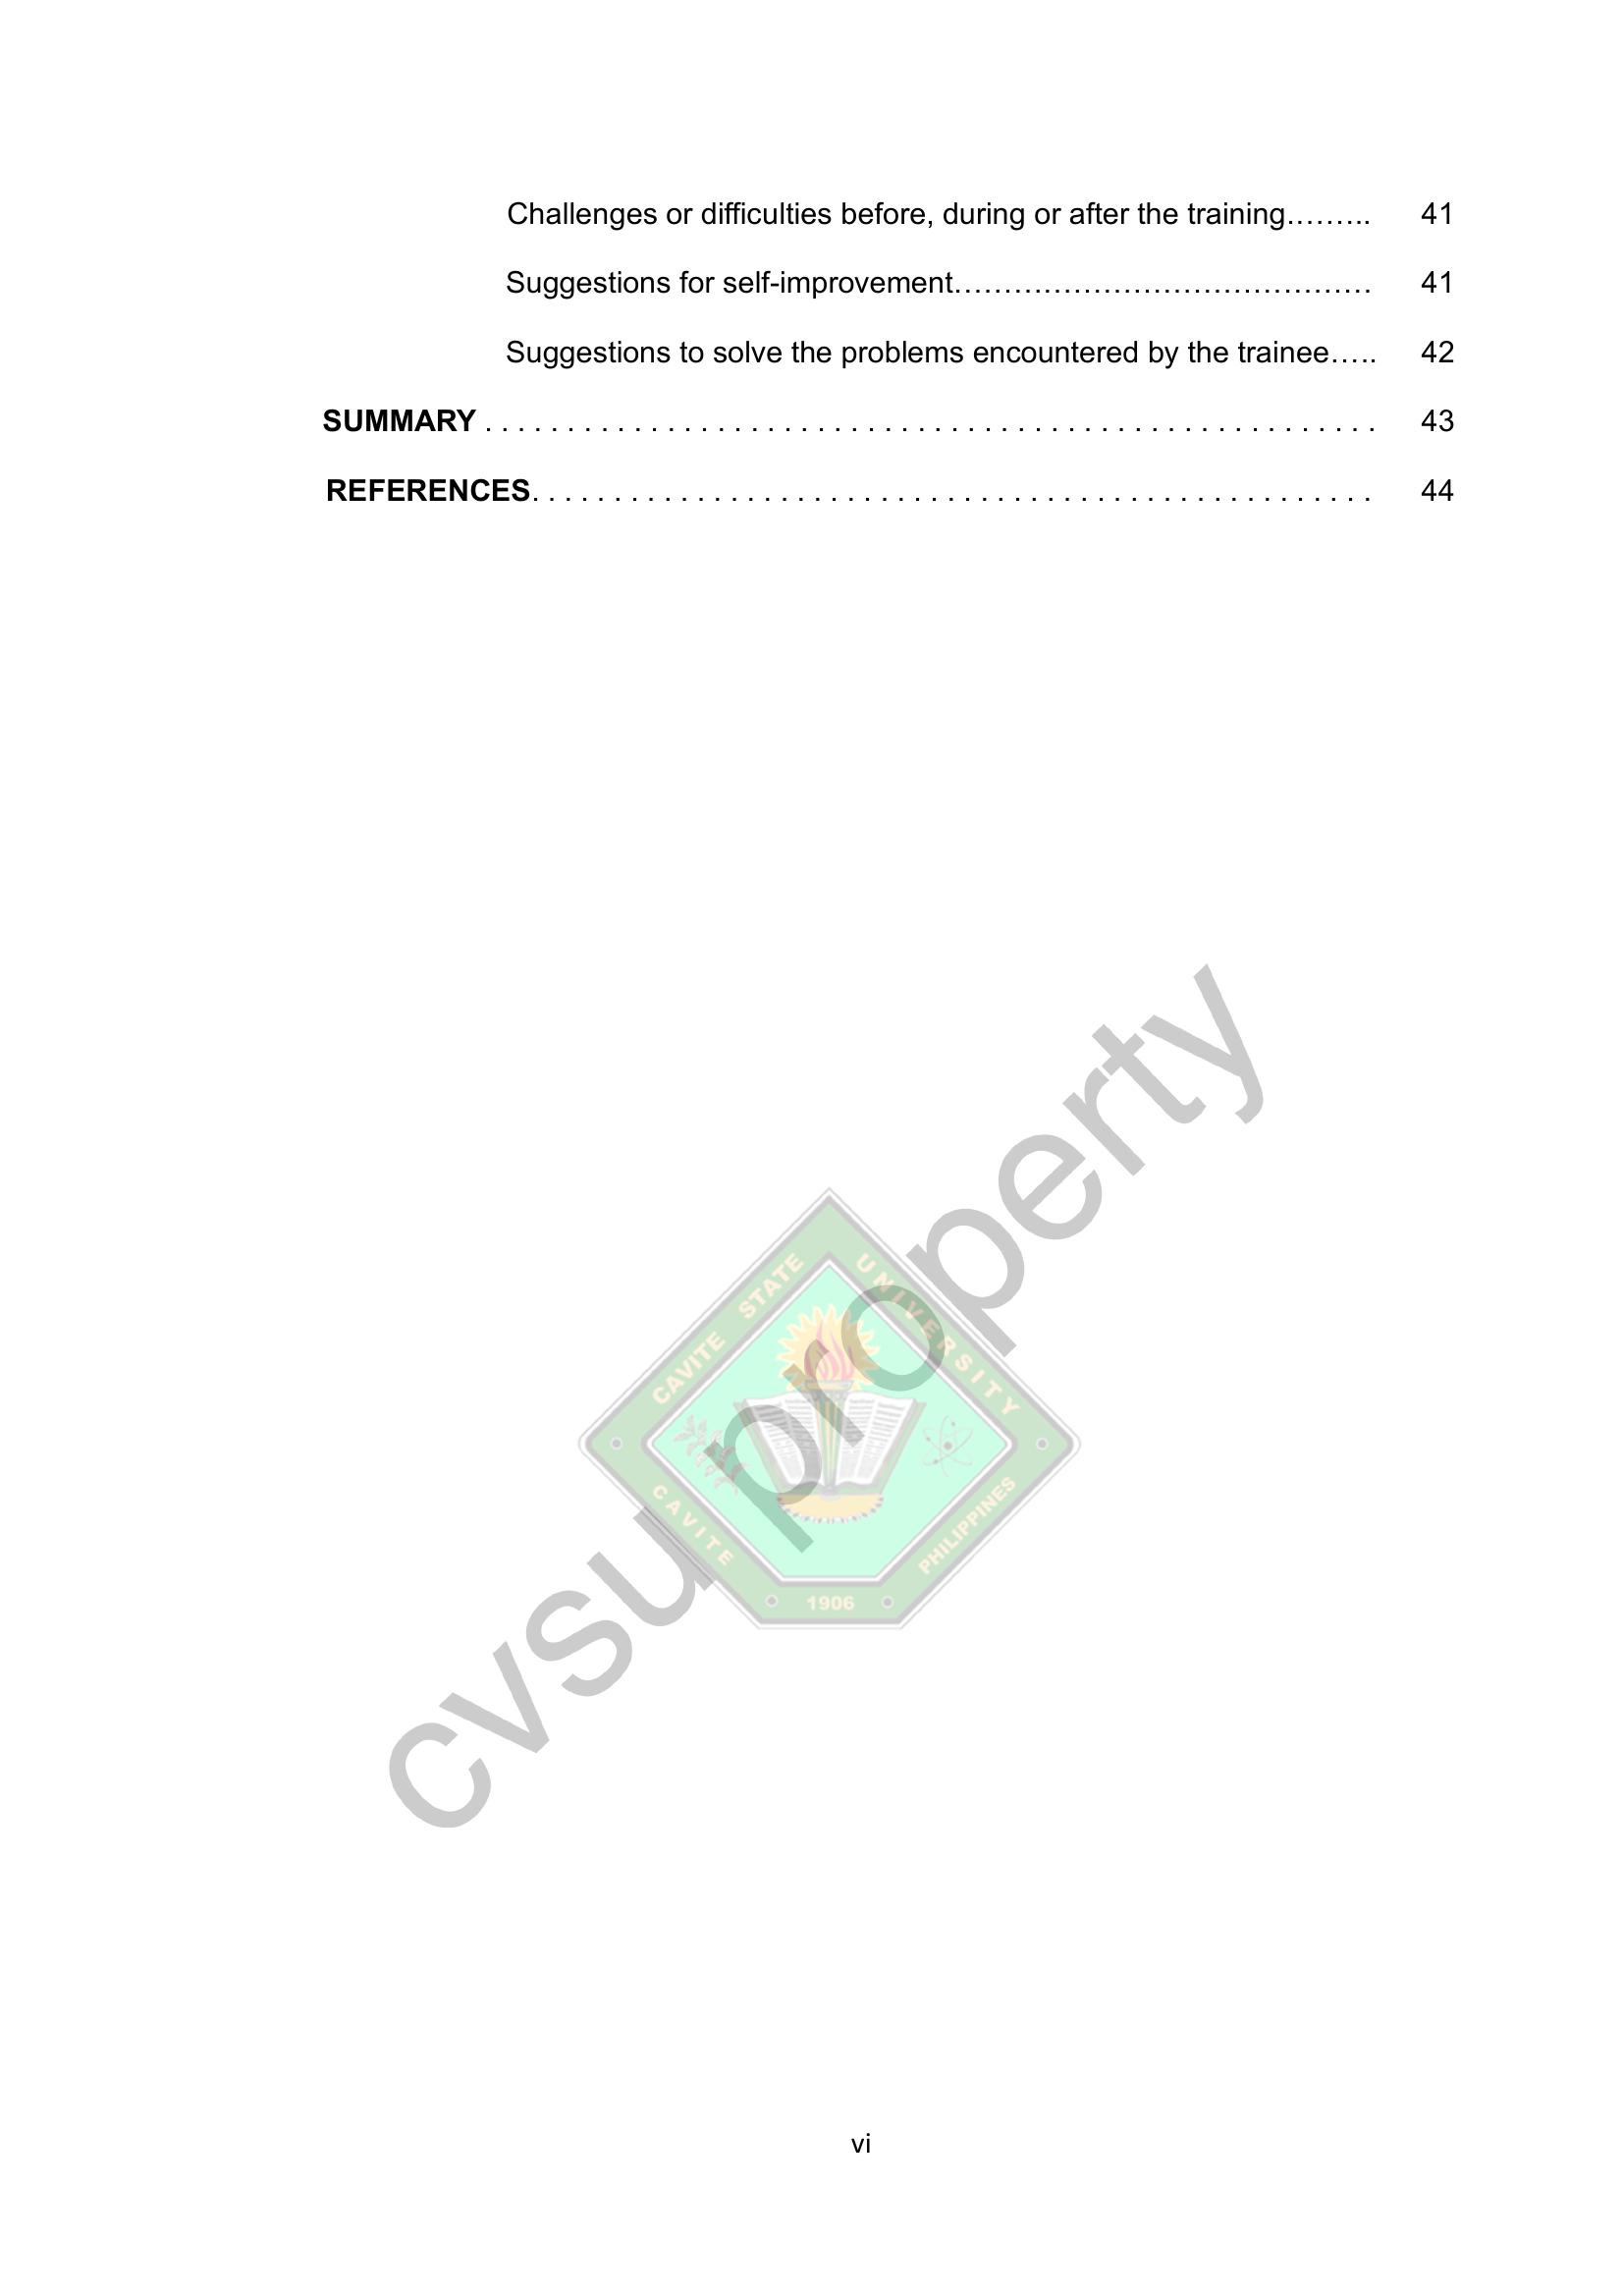 Challenges or difficulties before, during or after the training……... 41
Suggestions for self-improvement…………………………………… 41
Suggestions to solve the problems encountered by the trainee….. 42
SUMMARY . . . . . . . . . . . . . . . . . . . . . . . . . . . . . . . . . . . . . . . . . . . . . . . . . . . . . . 43
REFERENCES. . . . . . . . . . . . . . . . . . . . . . . . . . . . . . . . . . . . . . . . . . . . . . . . . . . 44
cvsu property
CAVITE STATE UNIVERSITY
CAVITE PHILIPPINES
1906
vi